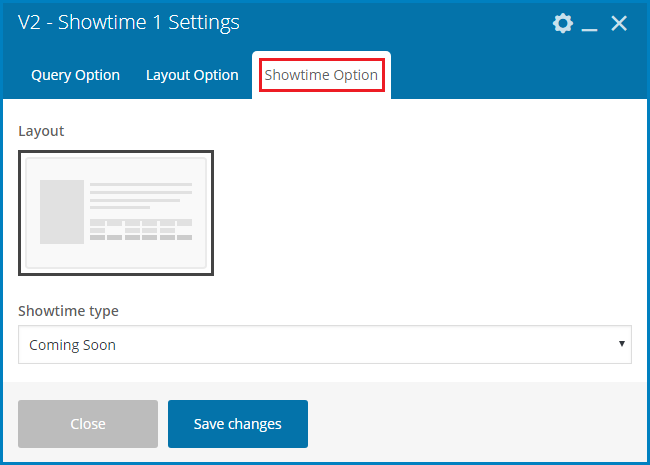 V2 - Showtime 1 Settings
Query Option Layout Option Showtime Option
Layout
Showtime type
Coming Soon
Close Save changes